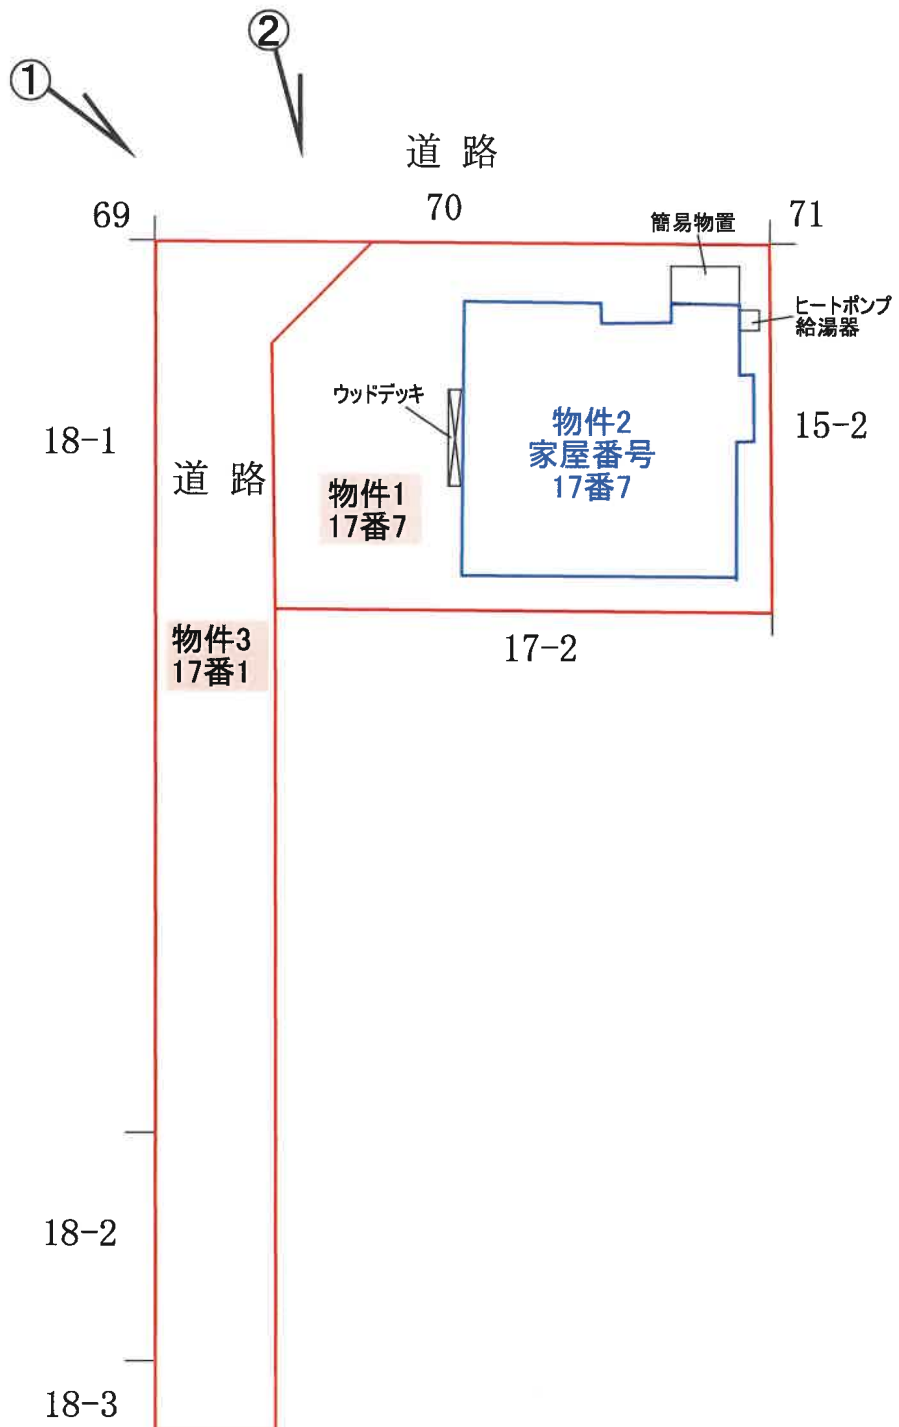 ②
①
道 路
69
70
71
簡易物置
ヒートポンプ
給湯器
ウッドデッキ
18-1
道 路
物件1
17番7
物件2
家屋番号
17番7
15-2
物件3
17番1
17-2
18-2
18-3